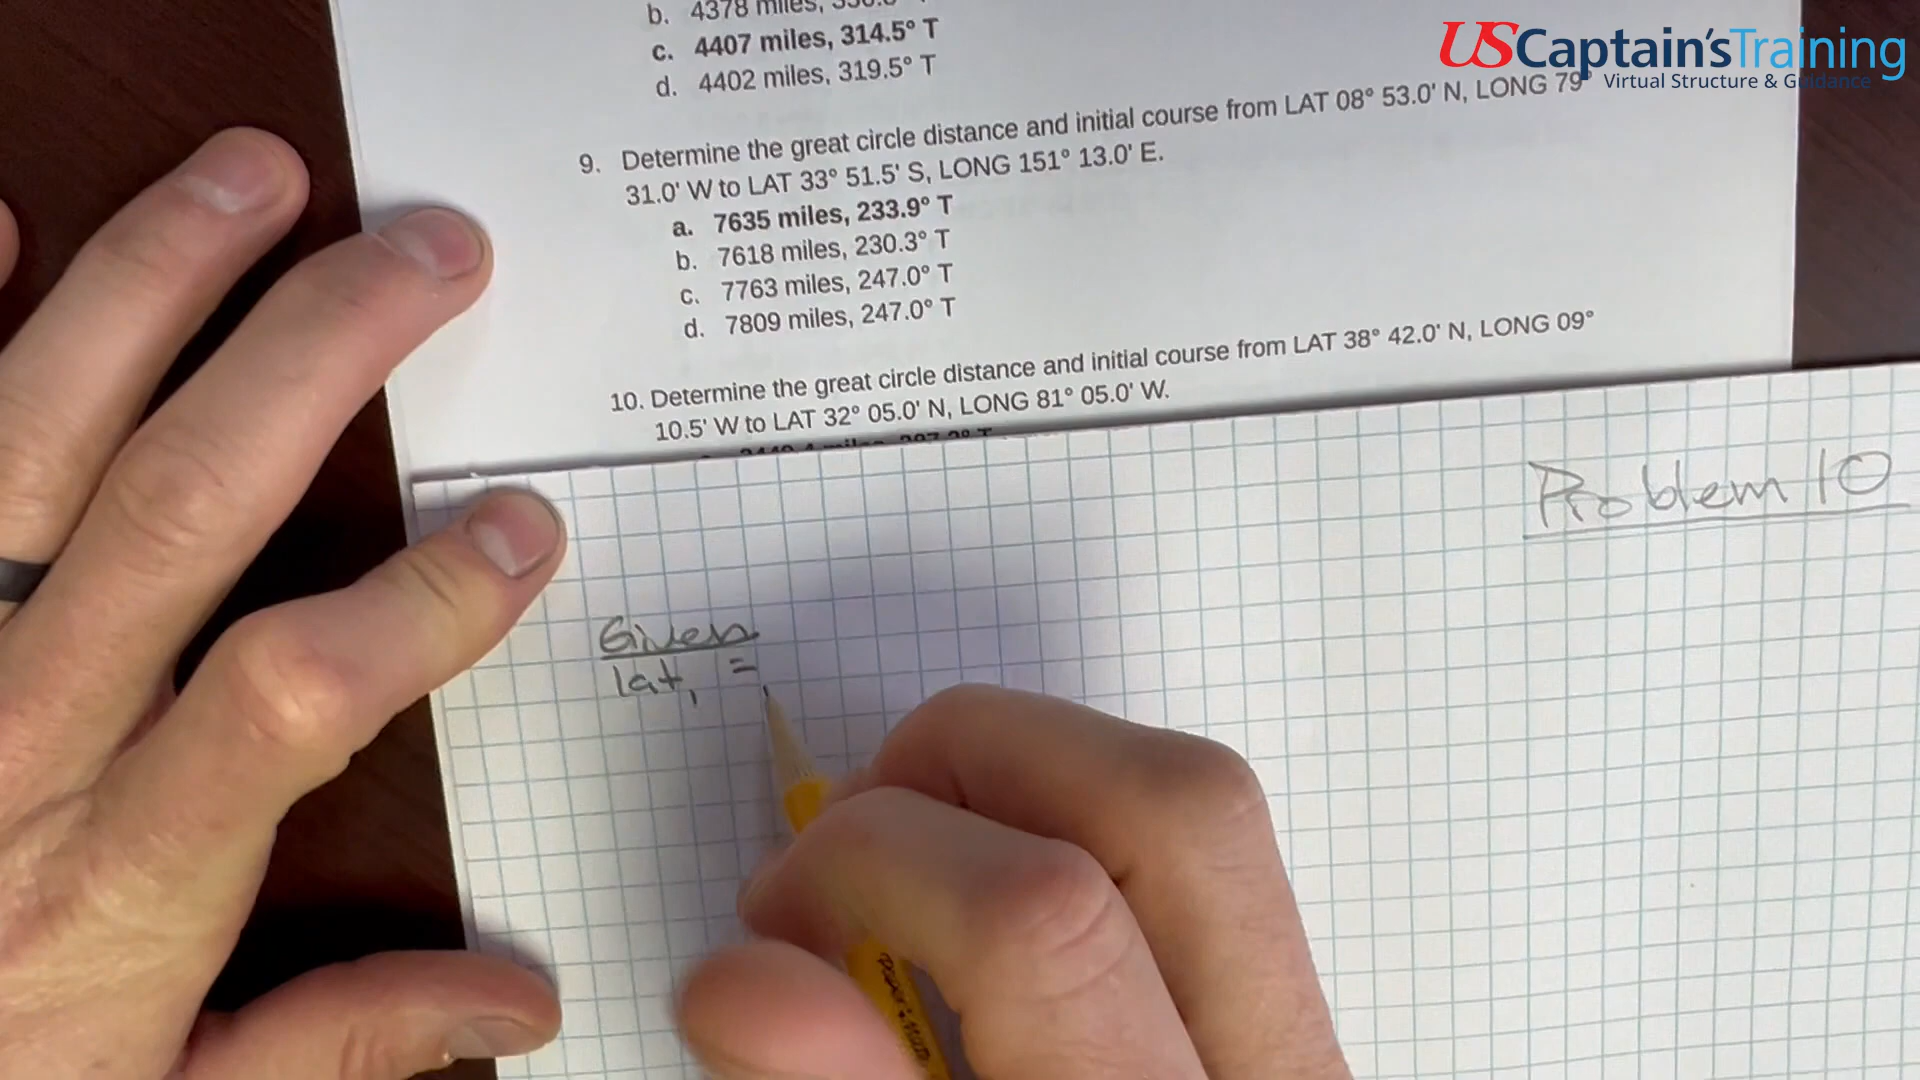 b. 4378 miles,
c. 4407 miles, 314.5° T
d. 4402 miles, 319.5° T
USCaptain'sTraining
Virtual Structure & Guidance
9. Determine the great circle distance and initial course from LAT 08° 53.0' N, LONG 79°
31.0' W to LAT 33° 51.5' S, LONG 151° 13.0' E.
a. 7635 miles, 233.9° T
b. 7618 miles, 230.3° T
c. 7763 miles, 247.0° T
d. 7809 miles, 247.0° T
10. Determine the great circle distance and initial course from LAT 38° 42.0' N, LONG 09°
10.5' W to LAT 32° 05.0' N, LONG 81° 05.0' W.
Problem 10
Given
lat₁ =